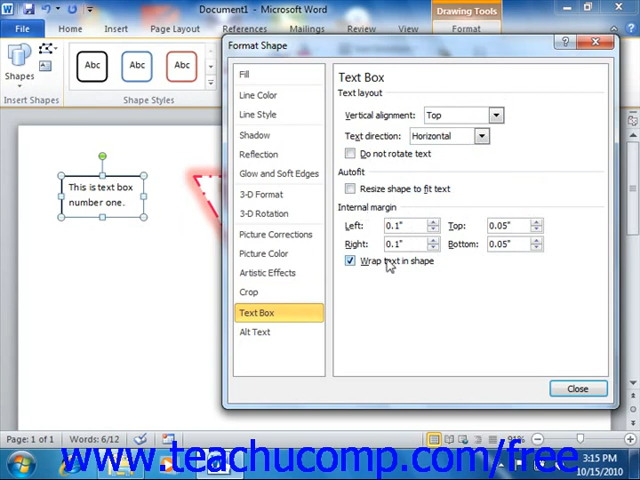 Document1 - Microsoft Word
Drawing Tools
File Home Insert Page Layout References Mailings Review View Format
Shapes
Abc Abc Abc
Insert Shapes Shape Styles
This is text box
number one.
Format Shape
Fill
Line Color
Line Style
Shadow
Reflection
Glow and Soft Edges
3-D Format
3-D Rotation
Picture Corrections
Picture Color
Artistic Effects
Crop
Text Box
Alt Text
Text Box
Text layout
Vertical alignment: Top
Text direction: Horizontal
Do not rotate text
Autofit
Resize shape to fit text
Internal margin
Left: 0.1" Top: 0.05"
Right: 0.1" Bottom: 0.05"
Wrap text in shape
Close
Page: 1 of 1 Words: 6/12 91%
www.teachucomp.com/free
3:15 PM
10/15/2010